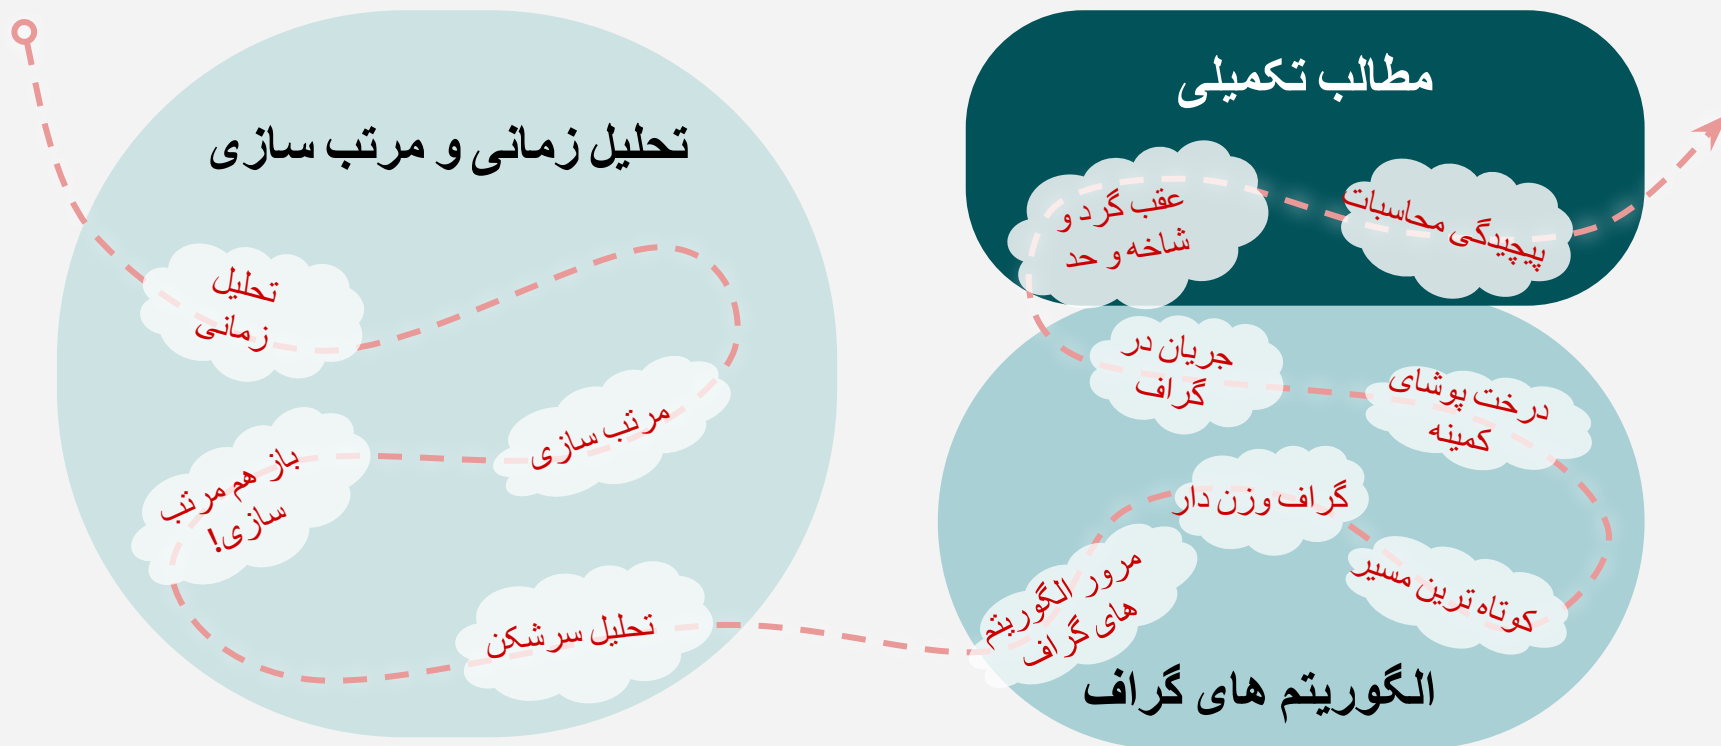 تحلیل زمانی و مرتب سازی
تحلیل
زمانی
مرتب سازی
باز هم مرتب
سازی!
تحلیل سرشکن
الگوریتم های گراف
مرور الگوریتم
های گراف
گراف وزن دار
کوتاه ترین مسیر
درخت پوشای
کمینه
جریان در
گراف
مطالب تکمیلی
عقب گرد و
شاخه و حد
پیچیدگی محاسبات